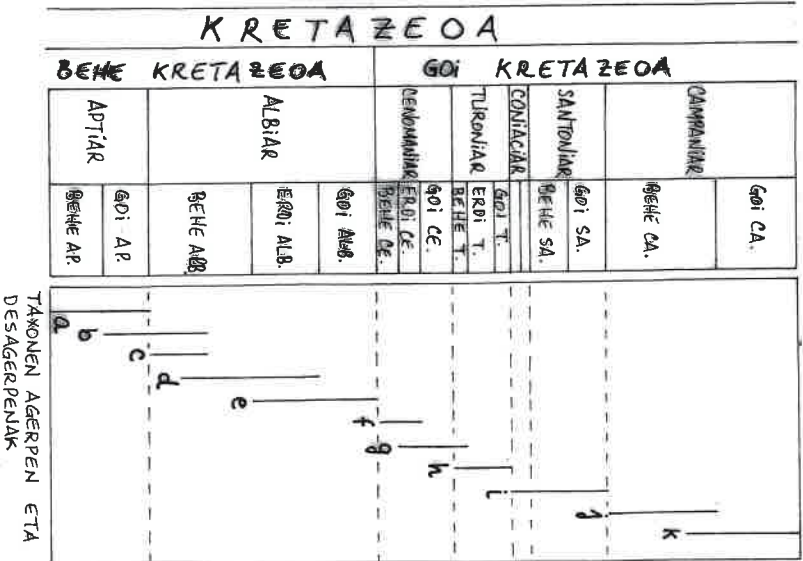 KRETAZEOA
BEHE KRETAZEOA
GOi KRETAZEOA
APTiAR
ALBiAR
CENOMANiAR
TURONiAR
CONiACiAR
SANTONiAR
CAMPANiAR
BEHE AP.
GOi AP.
BEHE ALB.
ERDi ALB.
GOi ALB.
BEHE CE.
ERDi CE.
GOi CE.
BEHE T.
ERDi T.
GOi T.
BEHE SA.
GOi SA.
BEHE CA.
GOi CA.
TAXONEN AGERPEN ETA
DESAGERPENAK
a
b
c
d
e
f
g
h
i
j
k